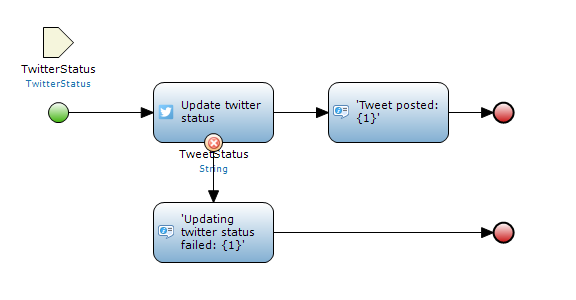 TwitterStatus
TwitterStatus
Update twitter
status
'Tweet posted:
{1}'
TweetStatus
String
'Updating
twitter status
failed: {1}'